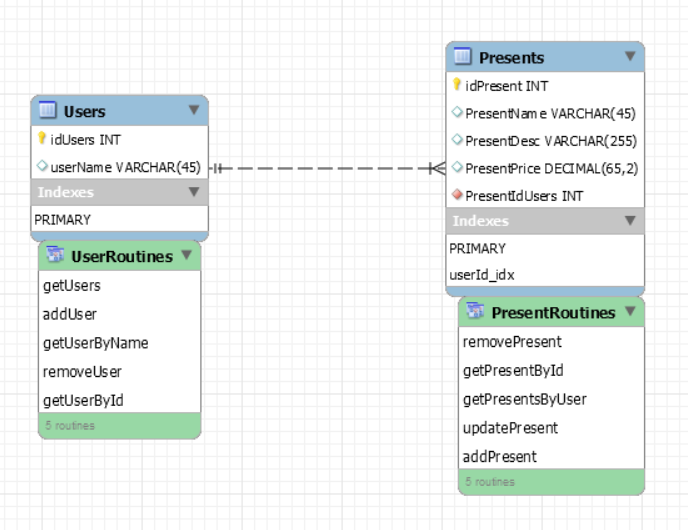 Users
idUsers INT
userName VARCHAR(45)
Indexes
PRIMARY
UserRoutines
getUsers
addUser
getUserByName
removeUser
getUserById
5 routines
Presents
idPresent INT
PresentName VARCHAR(45)
PresentDesc VARCHAR(255)
PresentPrice DECIMAL(65,2)
PresentIdUsers INT
Indexes
PRIMARY
userId_idx
PresentRoutines
removePresent
getPresentById
getPresentsByUser
updatePresent
addPresent
5 routines